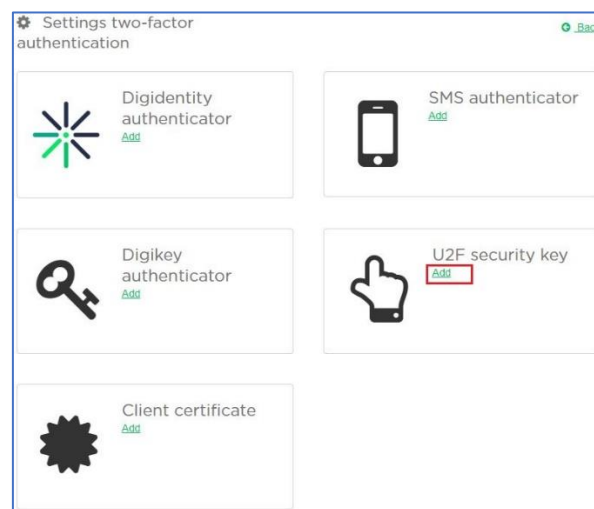 Settings two-factor
authentication
Digidentity
authenticator
Add
SMS authenticator
Add
Digikey
authenticator
Add
U2F security key
Add
Client certificate
Add